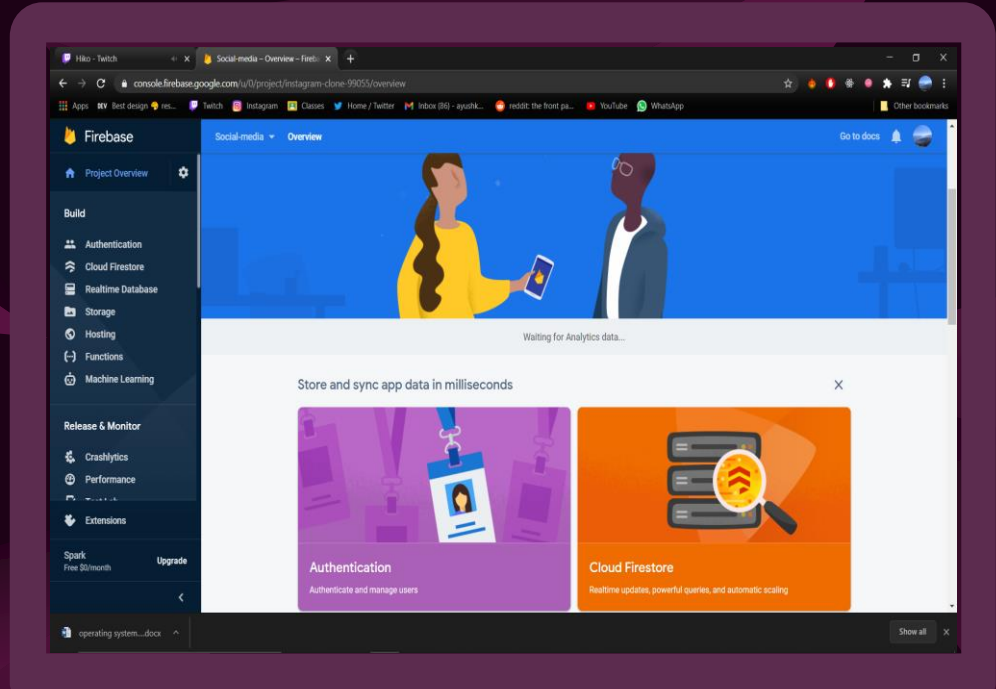 Hiko - Twitch
Social-media – Overview – Fireba
console.firebase.google.com/u/0/project/instagram-clone-99055/overview
Apps DEV Best design res... Twitch Instagram Classes Home / Twitter Inbox (86) - ayushk... reddit: the front pa... YouTube WhatsApp Other bookmarks
Firebase
Social-media Overview Go to docs
Project Overview
Build
Authentication
Cloud Firestore
Realtime Database
Storage
Hosting
Functions
Machine Learning
Release & Monitor
Crashlytics
Performance
Extensions
Spark
Free $0/month
Upgrade
Waiting for Analytics data...
Store and sync app data in milliseconds
Authentication
Authenticate and manage users
Cloud Firestore
Realtime updates, powerful queries, and automatic scaling
operating system....docx
Show all